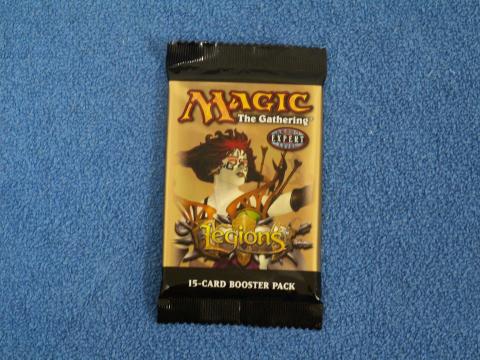 MAGIC
The Gathering
EXPERT
Legions
15-CARD BOOSTER PACK